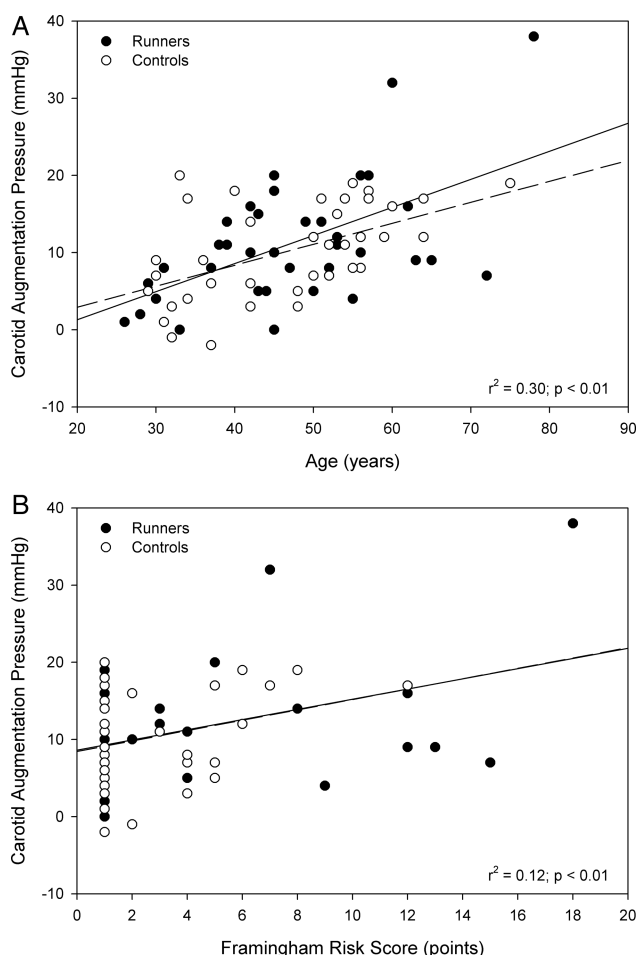 A
40
30
20
10
0
-10
Carotid Augmentation Pressure (mmHg)
Runners
Controls
r² = 0.30; p < 0.01
20 30 40 50 60 70 80 90
Age (years)
B
40
30
20
10
0
-10
Carotid Augmentation Pressure (mmHg)
Runners
Controls
r² = 0.12; p < 0.01
0 2 4 6 8 10 12 14 16 18 20
Framingham Risk Score (points)